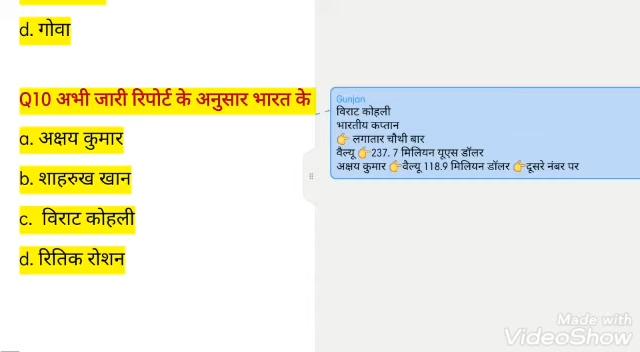 d. गोवा
Q10 अभी जारी रिपोर्ट के अनुसार भारत के
a. अक्षय कुमार
b. शाहरुख खान
c. विराट कोहली
d. रितिक रोशन
Gunjan
विराट कोहली
भारतीय कप्तान
👉 लगातार चौथी बार
वैल्यू 👉237. 7 मिलियन यूएस डॉलर
अक्षय कुमार 👉वैल्यू 118.9 मिलियन डॉलर 👉दूसरे नंबर पर
Made with
VideoShow